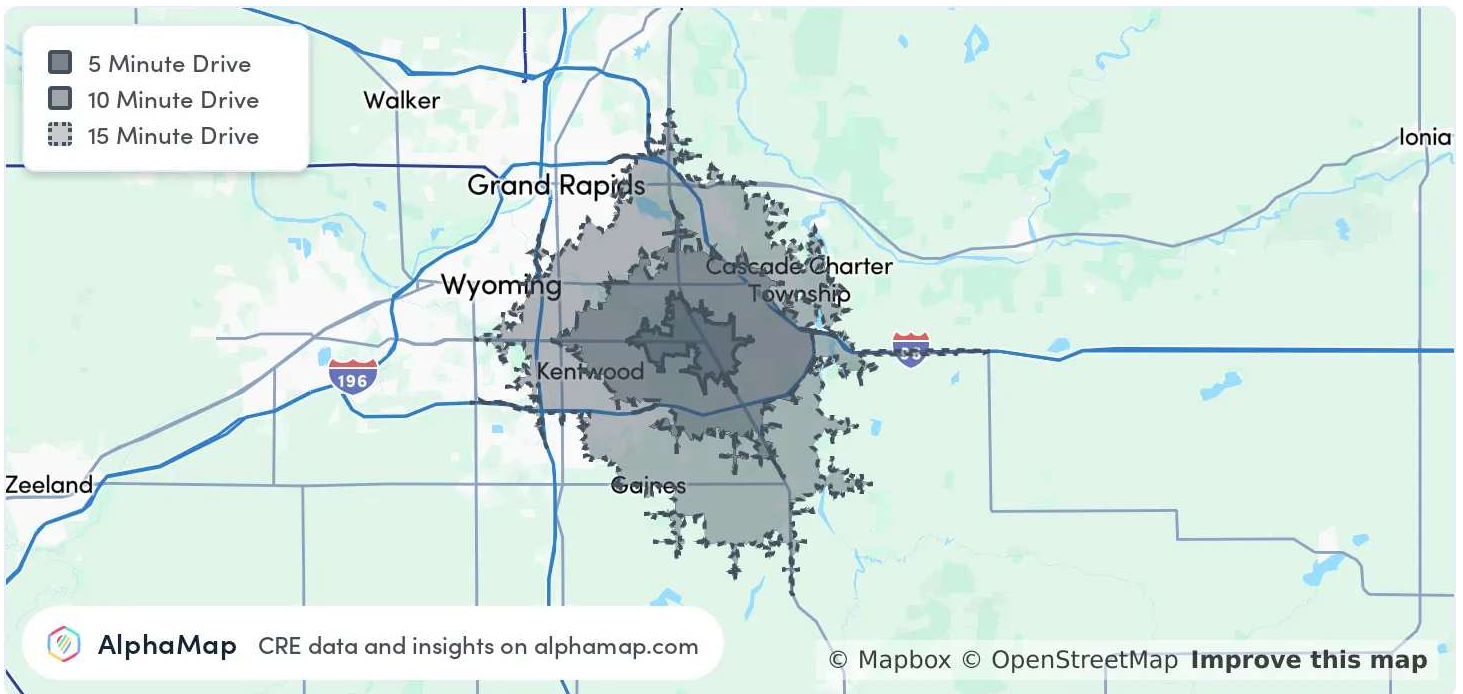 5 Minute Drive
10 Minute Drive
15 Minute Drive
Walker
Ionia
Grand Rapids
Cascade Charter
Township
Wyoming
Kentwood
196
Zeeland
Gaines
AlphaMap CRE data and insights on alphamap.com
© Mapbox © OpenStreetMap Improve this map